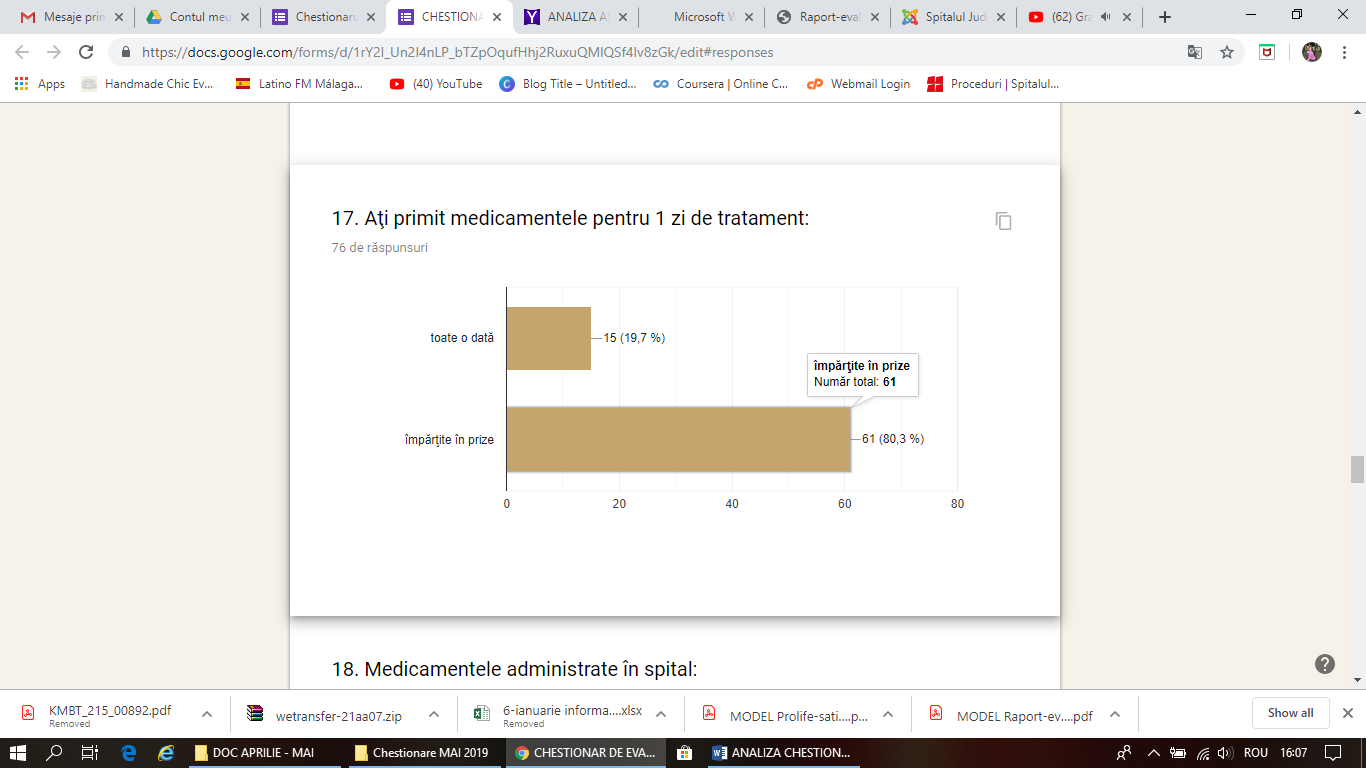 Mesaje prin
Contul meu
Chestionaru
CHESTIONA
ANALIZA AS
Microsoft W
Raport-eval
Spitalul Jud
(62) Gra
https://docs.google.com/forms/d/1rY2I_Un2I4nLP_bTZpOqufHhj2RuxuQMlQSf4lv8zGk/edit#responses
Apps
Handmade Chic Ev...
Latino FM Málaga...
(40) YouTube
Blog Title – Untitled...
Coursera | Online C...
Webmail Login
Proceduri | Spitalul...
17. Aţi primit medicamentele pentru 1 zi de tratament:
76 de răspunsuri
toate o dată
15 (19,7 %)
împărţite în prize
Număr total: 61
împărţite în prize
61 (80,3 %)
0 20 40 60 80
18. Medicamentele administrate în spital:
KMBT_215_00892.pdf
Removed
wetransfer-21aa07.zip
6-ianuarie informa....xlsx
Removed
MODEL Prolife-sati....p...
MODEL Raport-ev....pdf
Show all
DOC APRILIE - MAI
Chestionare MAI 2019
CHESTIONAR DE EVA...
ANALIZA CHESTION...
ROU
16:07